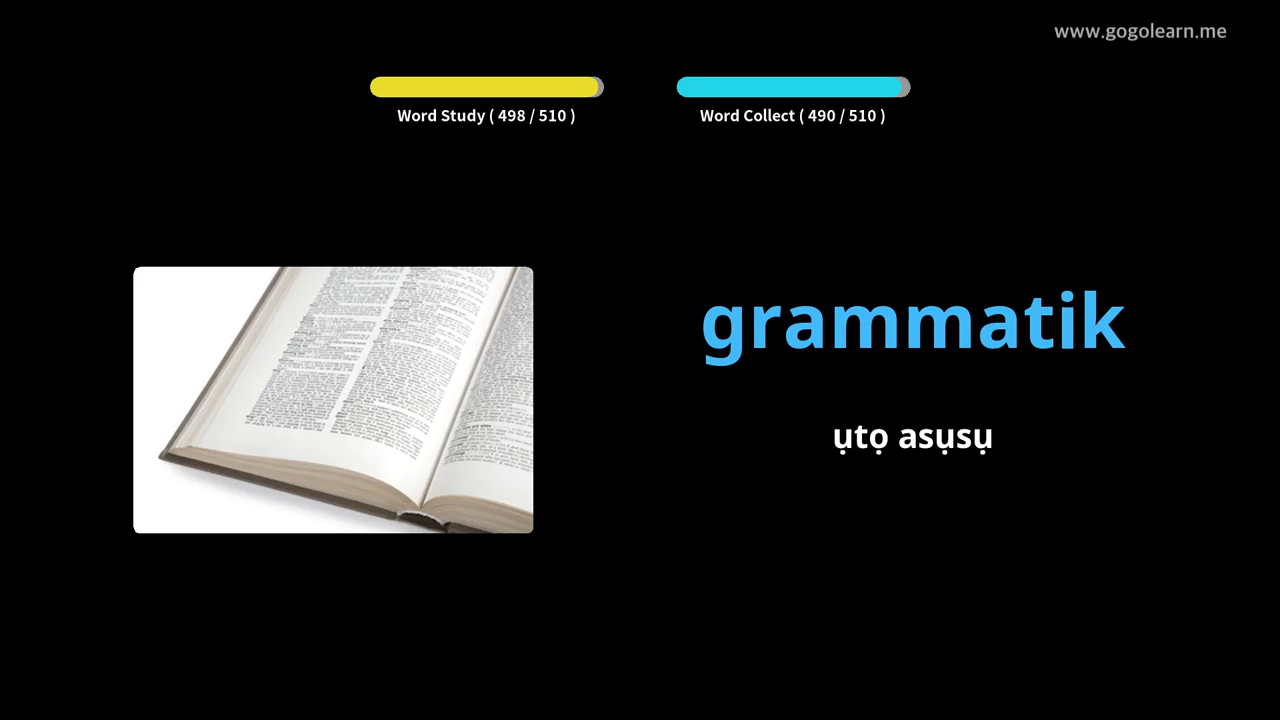 www.gogolearn.me
Word Study ( 498 / 510 )
Word Collect ( 490 / 510 )
grammatik
ụtọ asụsụ